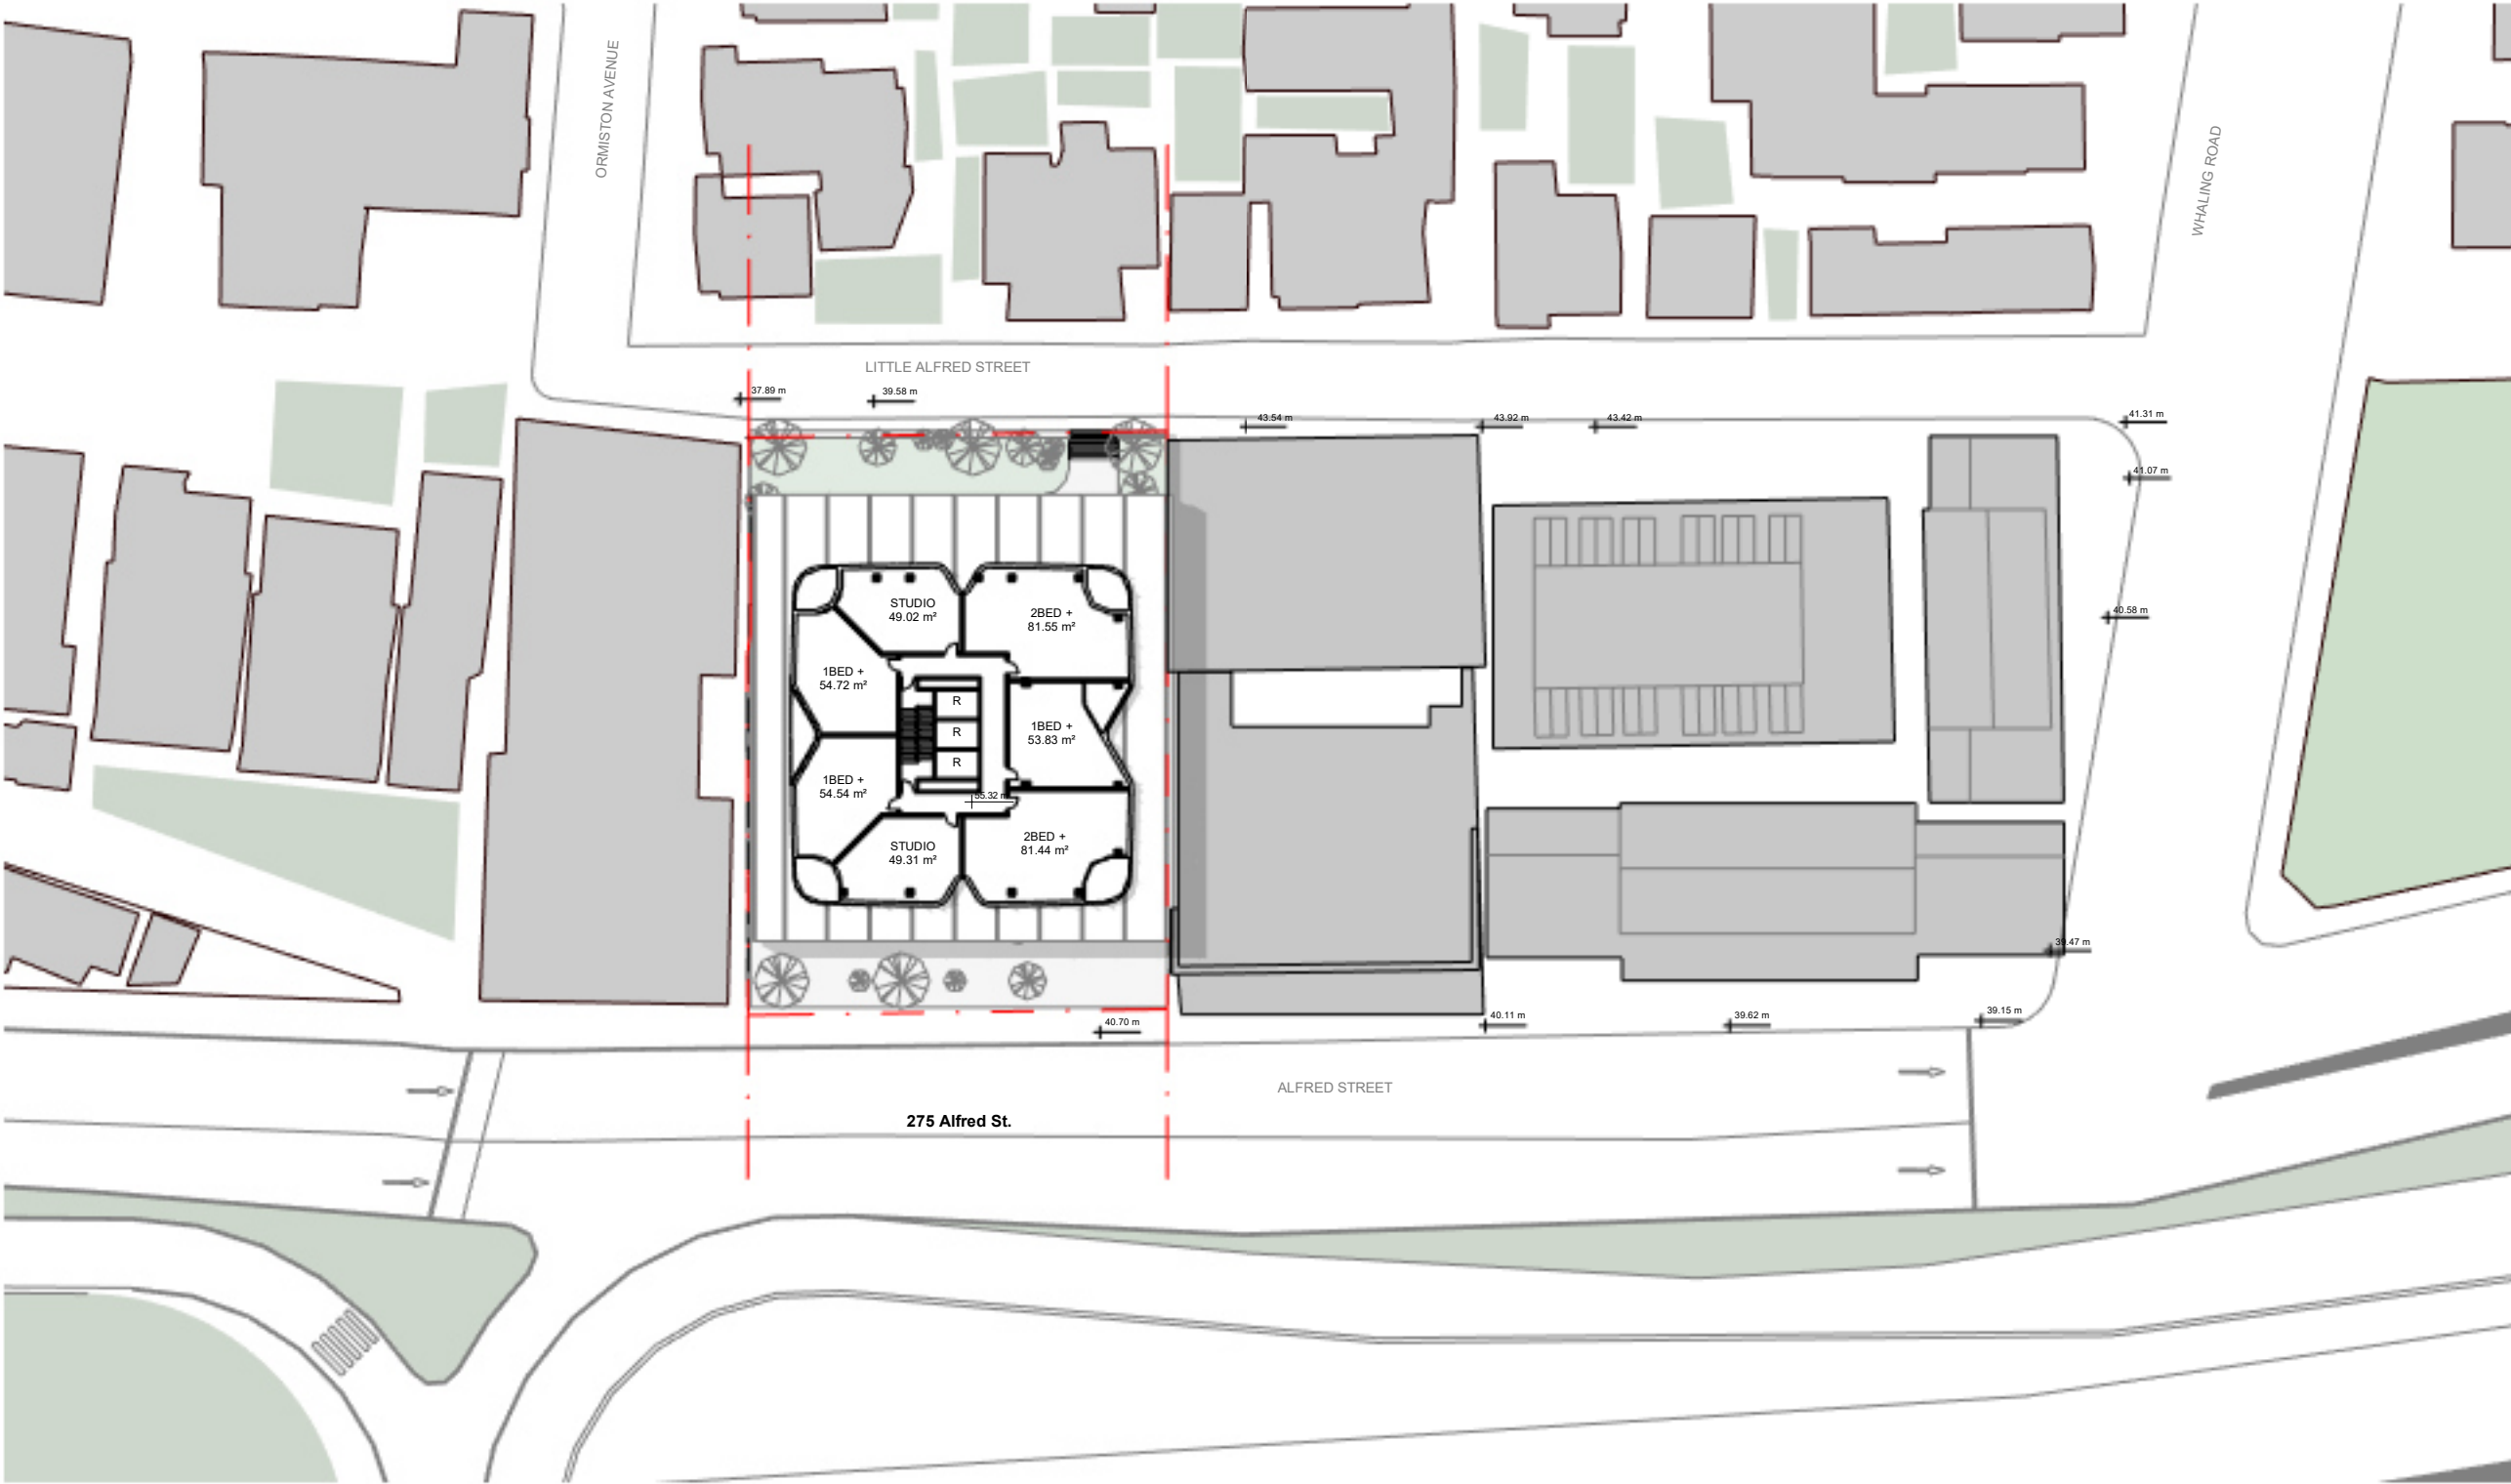 ORMISTON AVENUE
WHALING ROAD
LITTLE ALFRED STREET
37.89 m
39.58 m
43.54 m
43.92 m
43.42 m
41.31 m
41.07 m
40.58 m
STUDIO
49.02 m²
2BED +
81.55 m²
1BED +
54.72 m²
R
R
R
1BED +
53.83 m²
1BED +
54.54 m²
55.32 m
STUDIO
49.31 m²
2BED +
81.44 m²
39.47 m
40.70 m
40.11 m
39.62 m
39.15 m
ALFRED STREET
275 Alfred St.